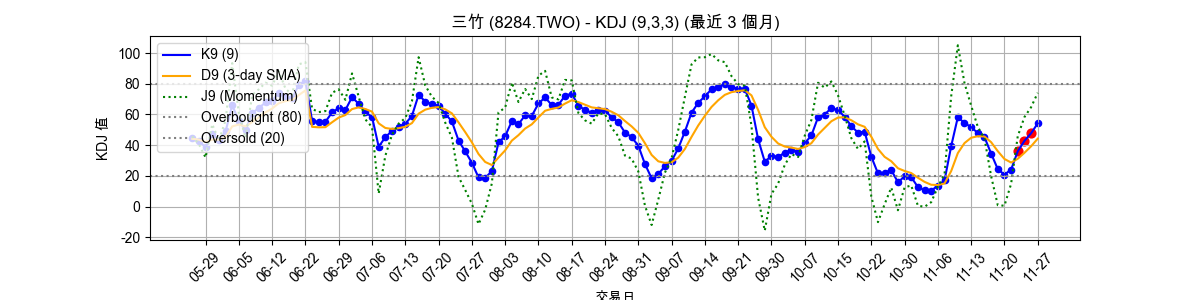 三竹 (8284.TWO) - KDJ (9,3,3) (最近 3 個月)
K9 (9)
D9 (3-day SMA)
J9 (Momentum)
Overbought (80)
Oversold (20)
KDJ 值
100
80
60
40
20
0
-20
05-29 06-05 06-12 06-22 06-29 07-06 07-13 07-20 07-27 08-03 08-10 08-17 08-24 08-31 09-07 09-14 09-21 09-30 10-07 10-15 10-22 10-30 11-06 11-13 11-20 11-27
交易日